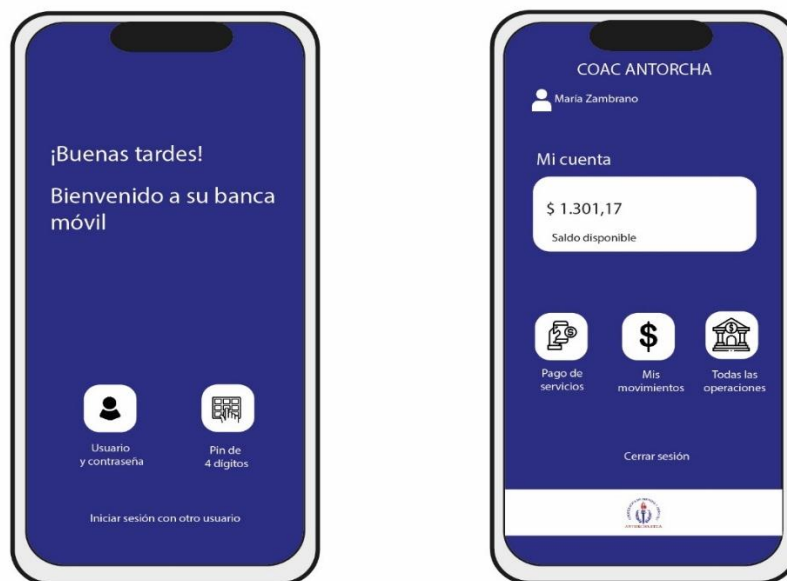 ¡Buenas tardes!
Bienvenido a su banca
móvil
Usuario
y contraseña
Pin de
4 dígitos
Iniciar sesión con otro usuario
COAC ANTORCHA
María Zambrano
Mi cuenta
$ 1.301,17
Saldo disponible
Pago de
servicios
Mis
movimientos
Todas las
operaciones
Cerrar sesión